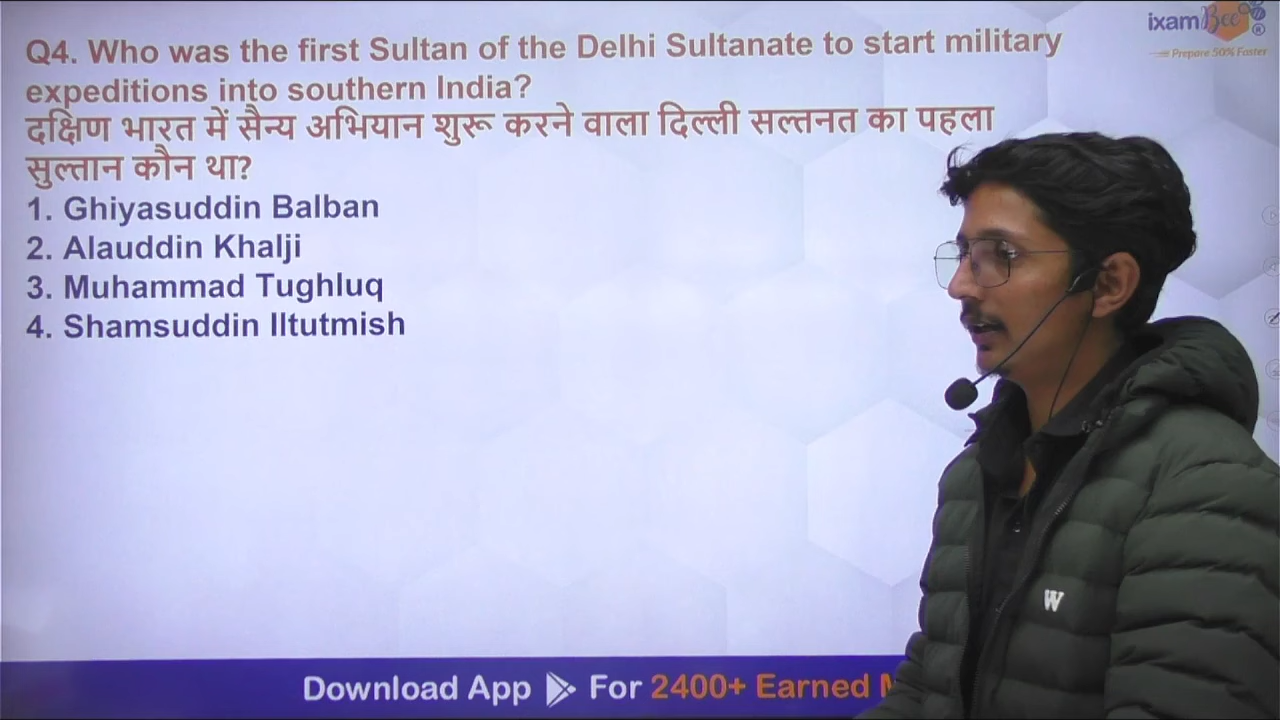 ixamBee
Prepare 50% Faster
Q4. Who was the first Sultan of the Delhi Sultanate to start military
expeditions into southern India?
दक्षिण भारत में सैन्य अभियान शुरू करने वाला दिल्ली सल्तनत का पहला
सुल्तान कौन था?
1. Ghiyasuddin Balban
2. Alauddin Khalji
3. Muhammad Tughluq
4. Shamsuddin Iltutmish
W
Download App For 2400+ Earned